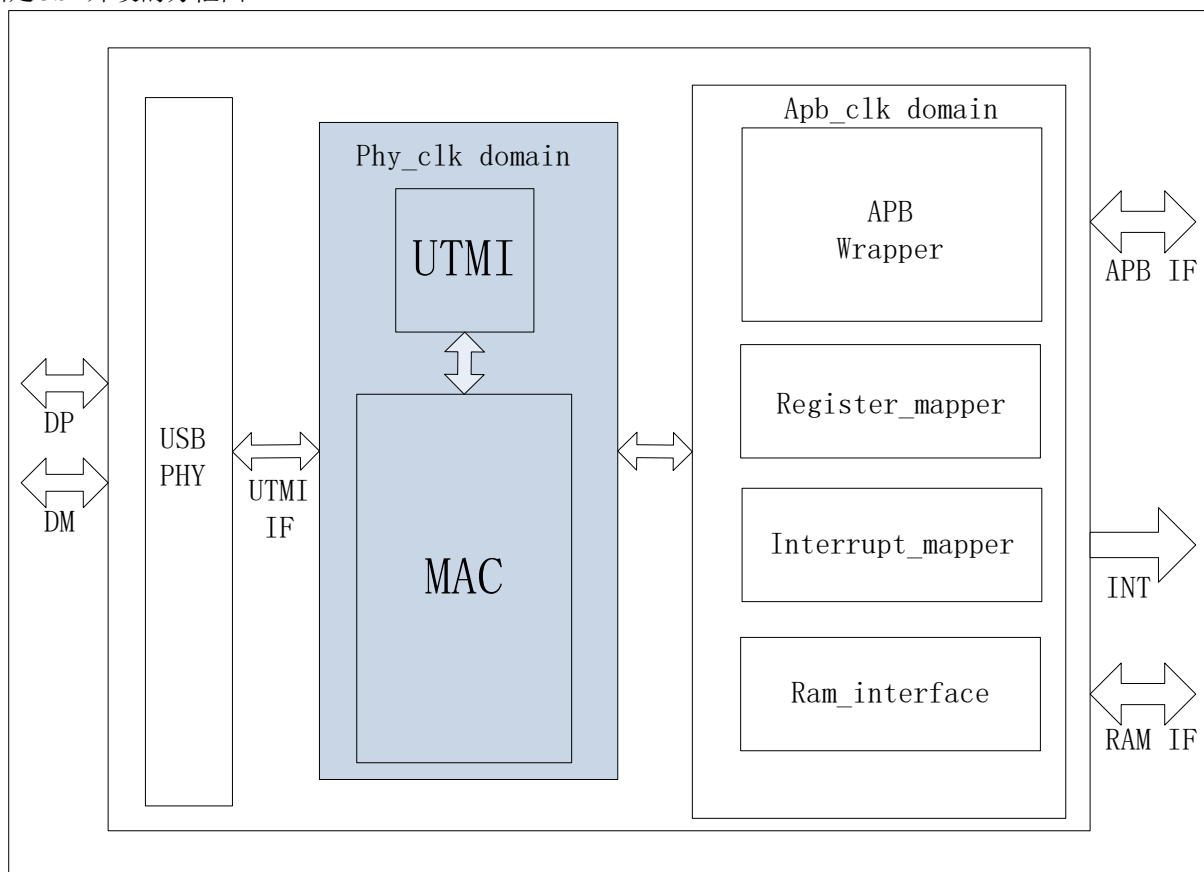 Phy_clk domain
UTMI
MAC
Apb_clk domain
APB
Wrapper
Register_mapper
Interrupt_mapper
Ram_interface
USB
PHY
UTMI
IF
DP
DM
APB IF
INT
RAM IF